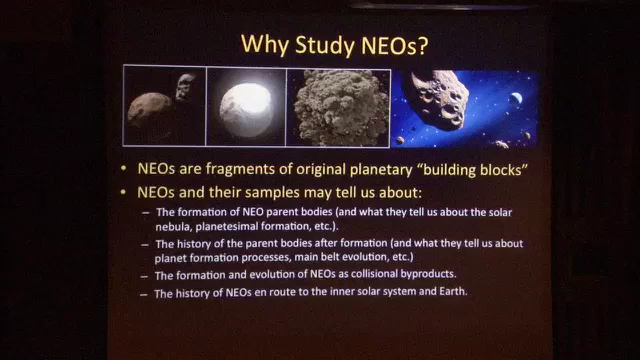 Why Study NEOs?
• NEOs are fragments of original planetary “building blocks”
• NEOs and their samples may tell us about:
– The formation of NEO parent bodies (and what they tell us about the solar
nebula, planetesimal formation, etc.).
– The history of the parent bodies after formation (and what they tell us about
planet formation processes, main belt evolution, etc.)
– The formation and evolution of NEOs as collisional byproducts.
– The history of NEOs en route to the inner solar system and Earth.